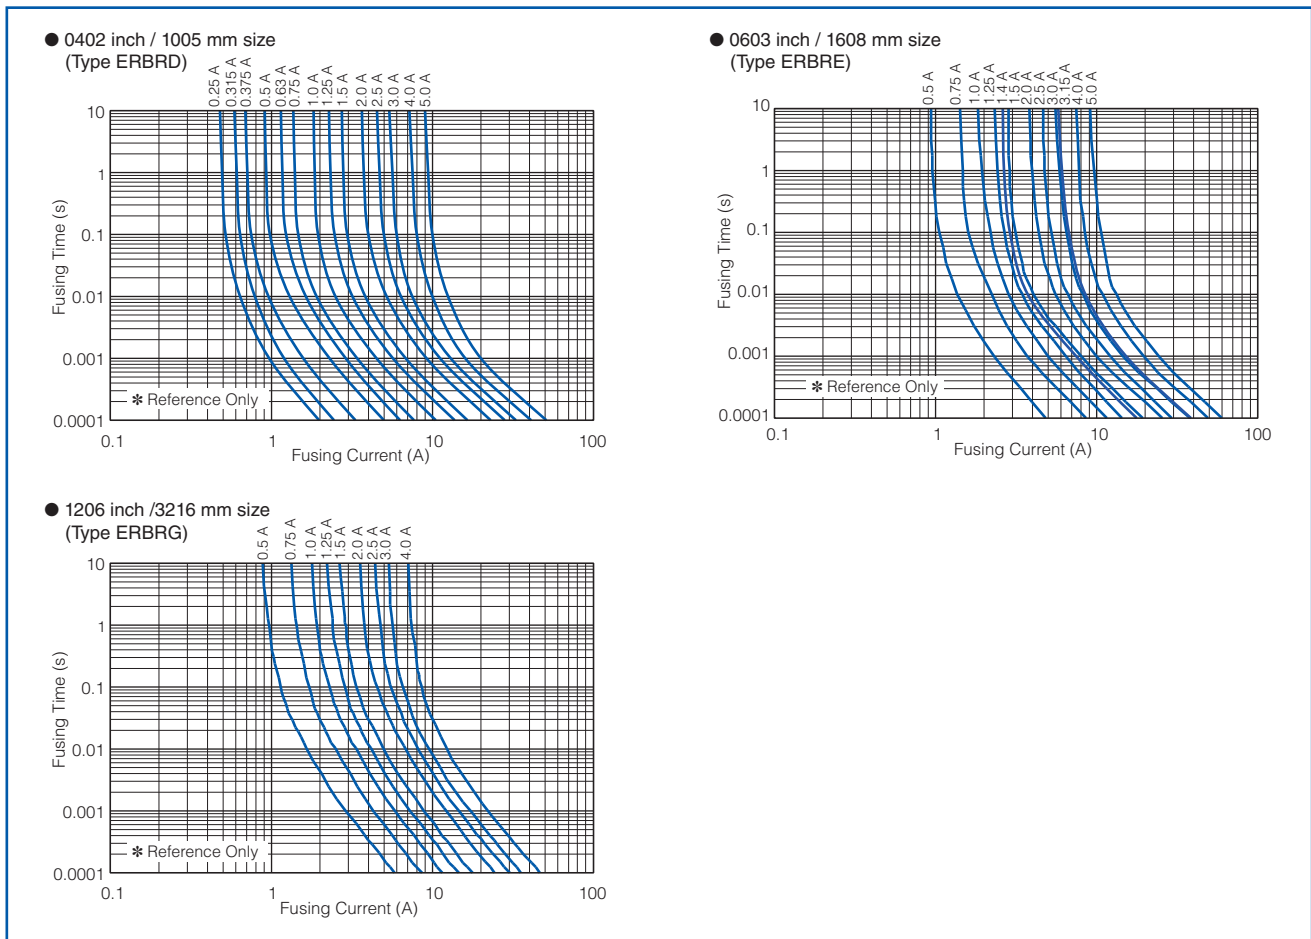 ● 0402 inch / 1005 mm size
(Type ERBRD)
0.25 A
0.315 A
0.375 A
0.5 A
0.63 A
0.75 A
1.0 A
1.25 A
1.5 A
2.0 A
2.5 A
3.0 A
4.0 A
5.0 A
10
1
0.1
0.01
0.001
0.0001
Fusing Time (s)
✽ Reference Only
0.1
1
10
100
Fusing Current (A)
● 0603 inch / 1608 mm size
(Type ERBRE)
0.5 A
0.75 A
1.0 A
1.25 A
1.4 A
1.5 A
2.0 A
2.5 A
3.0 A
3.15 A
4.0 A
5.0 A
10
1
0.1
0.01
0.001
0.0001
Fusing Time (s)
✽ Reference Only
0.1
1
10
100
Fusing Current (A)
● 1206 inch /3216 mm size
(Type ERBRG)
0.5 A
0.75 A
1.0 A
1.25 A
1.5 A
2.0 A
2.5 A
3.0 A
4.0 A
10
1
0.1
0.01
0.001
0.0001
Fusing Time (s)
✽ Reference Only
0.1
1
10
100
Fusing Current (A)